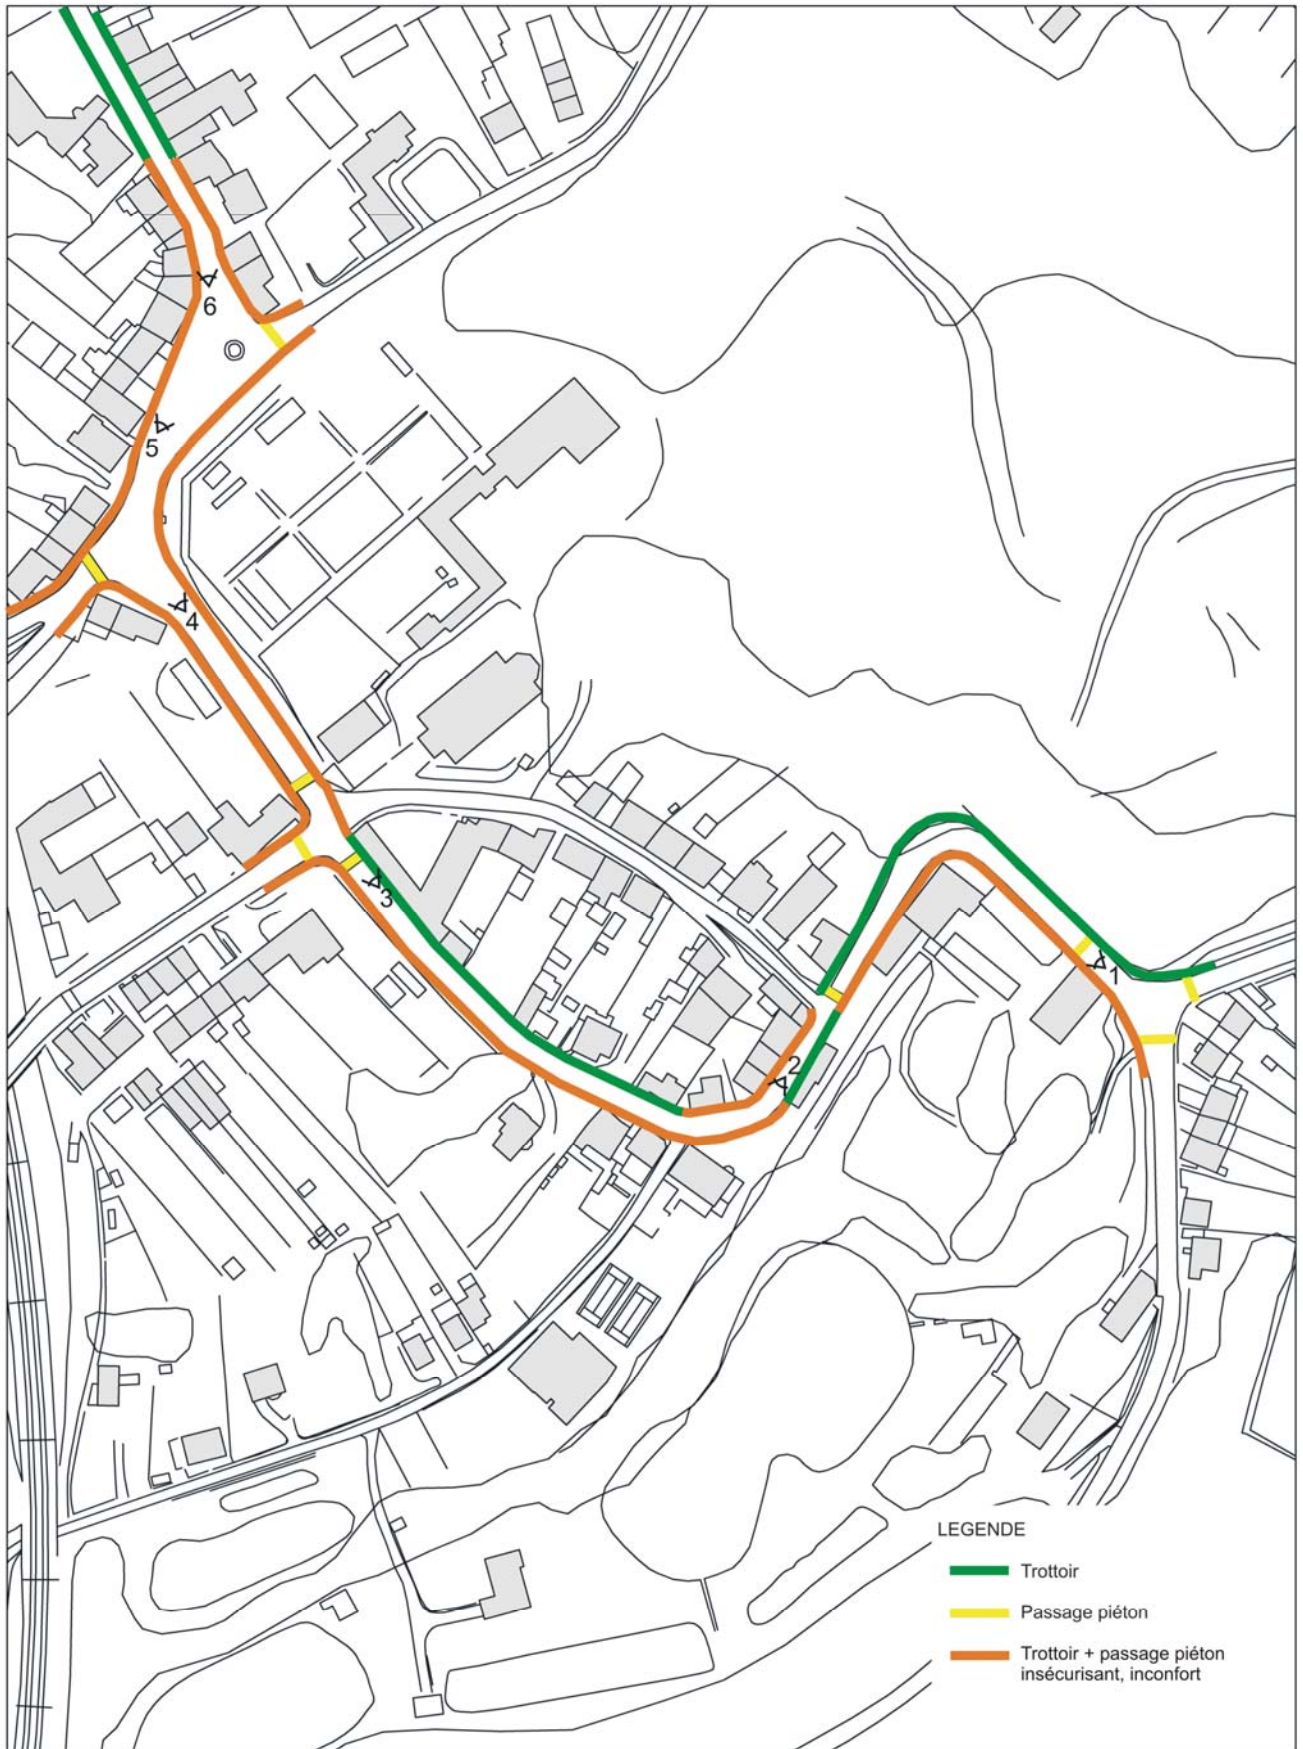 6
5
4
3
1
2
LEGENDE
Trottoir
Passage piéton
Trottoir + passage piéton
insécurisant, inconfort